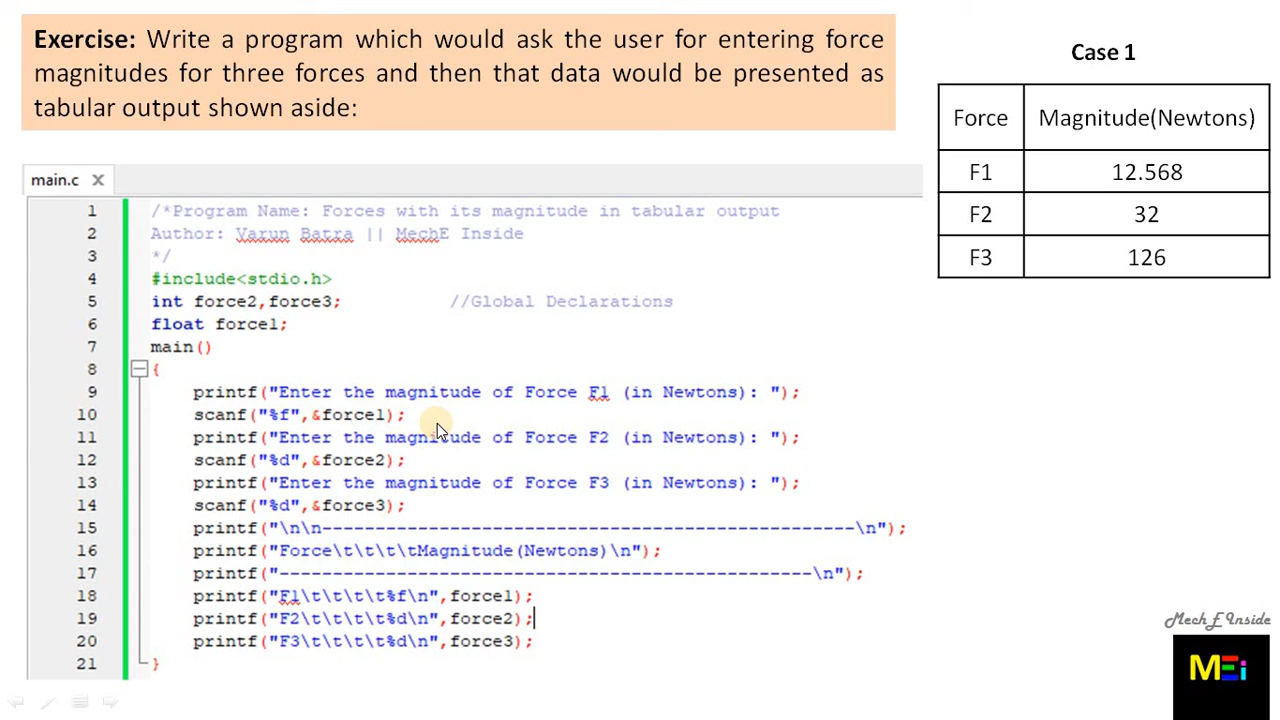 Exercise: Write a program which would ask the user for entering force
magnitudes for three forces and then that data would be presented as
tabular output shown aside:
Case 1
Force Magnitude(Newtons)
F1 12.568
F2 32
F3 126
main.c X
1 /*Program Name: Forces with its magnitude in tabular output
2 Author: Varun Batra || MechE Inside
3 */
4 #include<stdio.h>
5 int force2,force3; //Global Declarations
6 float force1;
7 main()
8 {
9 printf("Enter the magnitude of Force F1 (in Newtons): ");
10 scanf("%f",&force1);
11 printf("Enter the magnitude of Force F2 (in Newtons): ");
12 scanf("%d",&force2);
13 printf("Enter the magnitude of Force F3 (in Newtons): ");
14 scanf("%d",&force3);
15 printf("\n\n--------------------------------------------------\n");
16 printf("Force\t\t\t\tMagnitude(Newtons)\n");
17 printf("--------------------------------------------------\n");
18 printf("F1\t\t\t\t%f\n",force1);
19 printf("F2\t\t\t\t%d\n",force2);
20 printf("F3\t\t\t\t%d\n",force3);
21 }
Mech E Inside
MEi